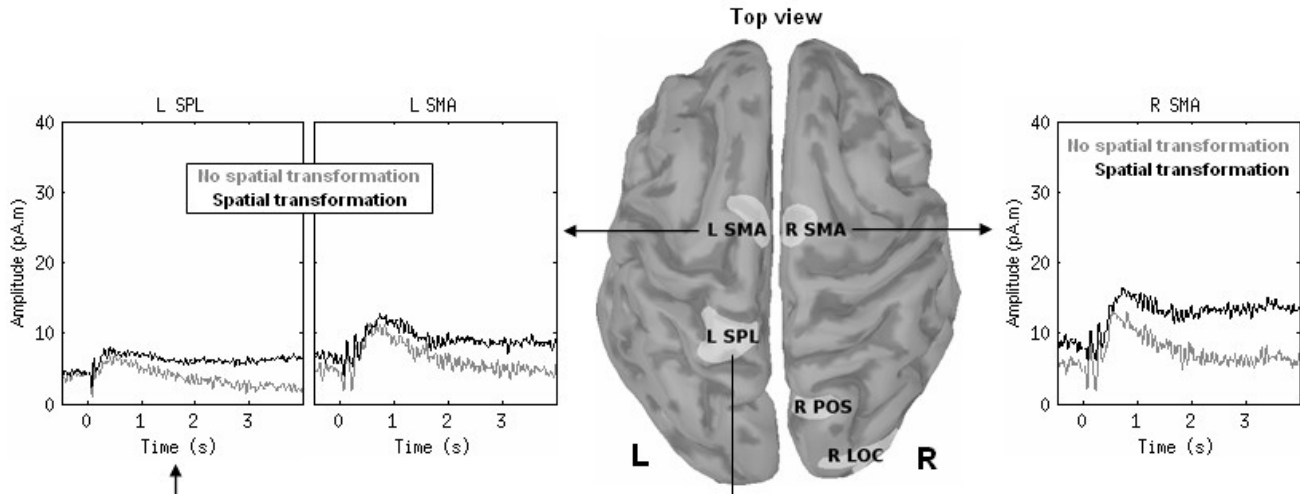 Top view
L SPL
L SMA
R SMA
40
30
20
10
0
Amplitude (pA.m)
0 1 2 3
Time (s)
0 1 2 3
Time (s)
No spatial transformation
Spatial transformation
L SMA
R SMA
L SPL
R POS
R LOC
L
R
40
30
20
10
0
Amplitude (pA.m)
No spatial transformation
Spatial transformation
0 1 2 3
Time (s)